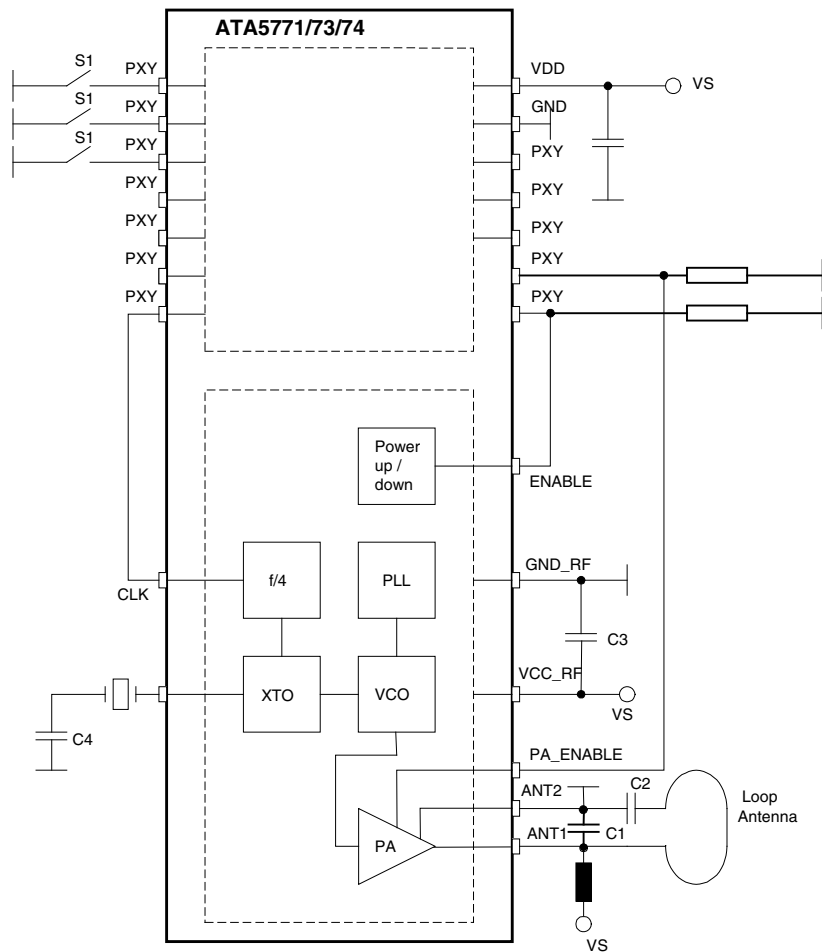 ATA5771/73/74
S1
PXY
S1
PXY
S1
PXY
PXY
PXY
PXY
PXY
VDD
VS
GND
PXY
PXY
PXY
PXY
PXY
Power
up /
down
ENABLE
CLK
f/4
PLL
GND_RF
C3
XTO
VCO
VCC_RF
VS
C4
PA_ENABLE
ANT2
C2
Loop
Antenna
PA
ANT1
C1
VS